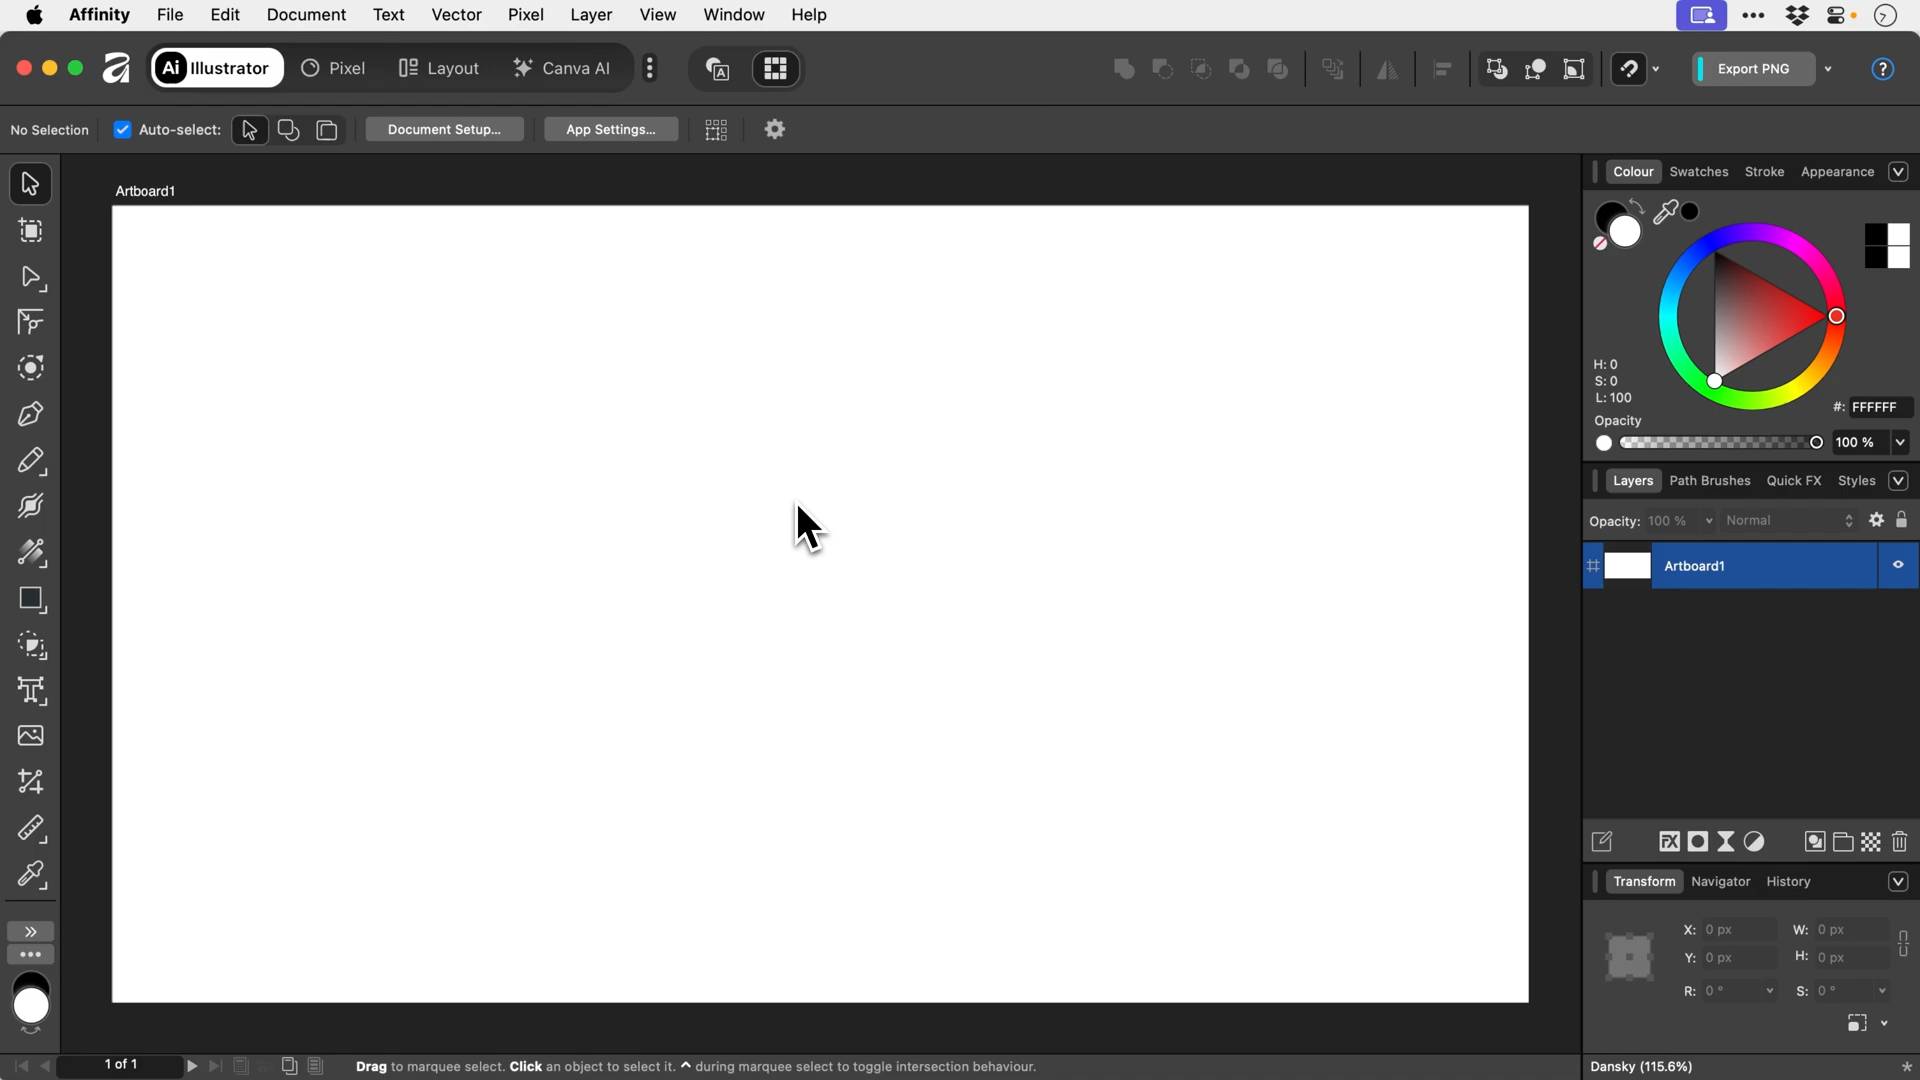 Affinity File Edit Document Text Vector Pixel Layer View Window Help
Ai Illustrator Pixel Layout Canva AI A Export PNG ?
No Selection Auto-select: Document Setup... App Settings...
Artboard1
Colour Swatches Stroke Appearance
H: 0
S: 0
L: 100
#: FFFFFF
Opacity
100 %
Layers Path Brushes Quick FX Styles
Opacity: 100 % Normal
Artboard1
FX
Transform Navigator History
X: 0 px W: 0 px
Y: 0 px H: 0 px
R: 0 ° S: 0 °
1 of 1 Drag to marquee select. Click an object to select it. ^ during marquee select to toggle intersection behaviour. Dansky (115.6%) *